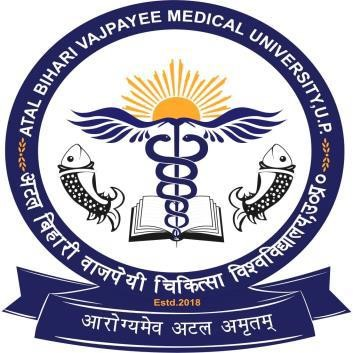 ATAL BIHARI VAJPAYEE MEDICAL UNIVERSITY,U.P.
अटल बिहारी वाजपेयी चिकित्सा विश्वविद्यालय,उ०प्र०
Estd.2018
आरोग्यमेव अटल अमृतम्